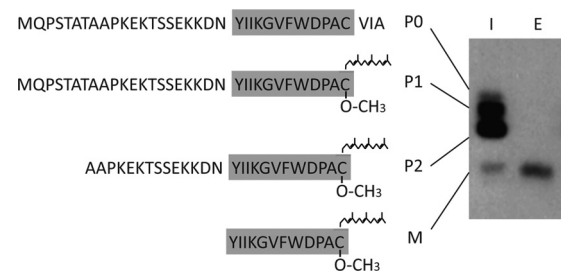 I E
MQPSTATAAPKEKTSSEKKDN YIIKGVFWDPAC VIA P0
MQPSTATAAPKEKTSSEKKDN YIIKGVFWDPAC P1
O-CH3
AAPKEKTSSEKKDN YIIKGVFWDPAC P2
O-CH3
YIIKGVFWDPAC M
O-CH3